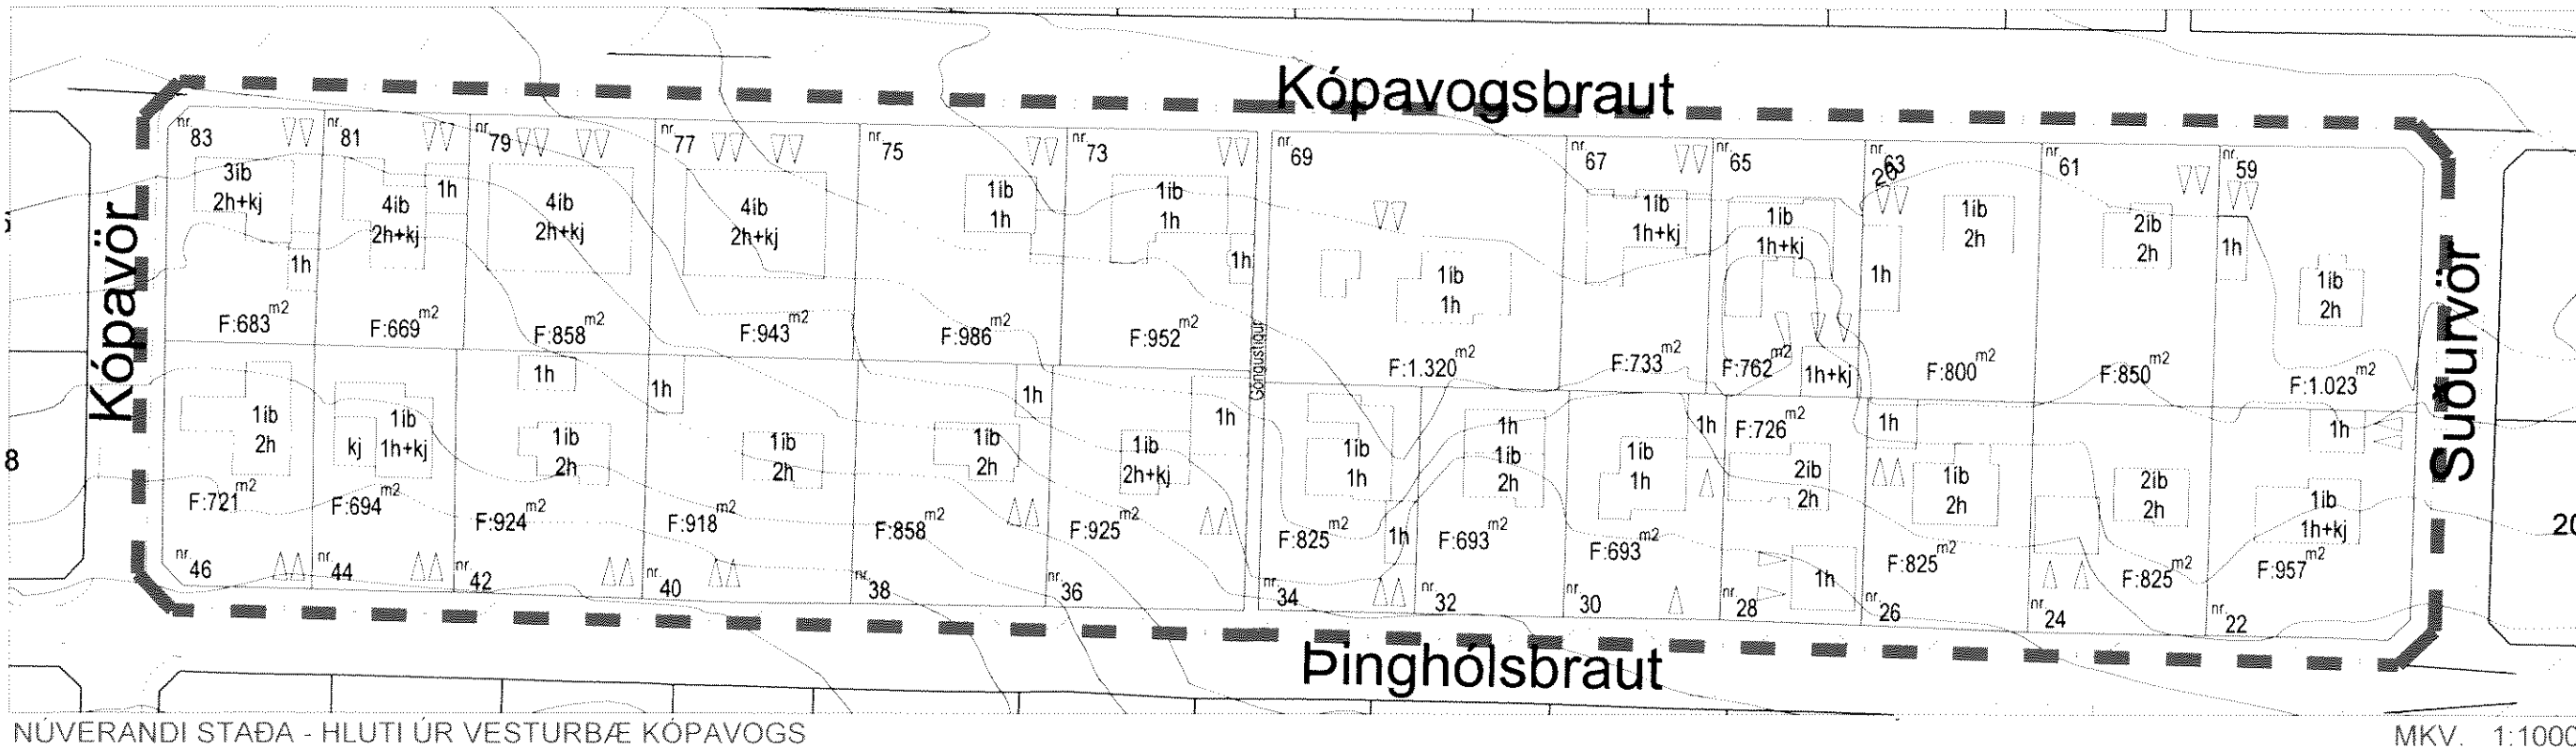 Kópavogsbraut
Kópavör
Suðurvör
Þinghólsbraut
Göngustígur
nr. 83
3íb
2h+kj
1h
F:683 m2
nr. 81
4íb
2h+kj
1h
F:669 m2
nr. 79
4íb
2h+kj
F:858 m2
nr. 77
4íb
2h+kj
F:943 m2
nr. 75
1íb
1h
F:986 m2
nr. 73
1íb
1h
1h
F:952 m2
nr. 69
1íb
1h
F:1.320 m2
nr. 67
1íb
1h+kj
F:733 m2
nr. 65
1íb
1h+kj
F:762 m2
1h+kj
nr. 63
20
1íb
2h
1h
F:800 m2
nr. 61
2íb
2h
F:850 m2
nr. 59
1h
1íb
2h
F:1.023 m2
8
1íb
2h
F:721 m2
nr. 46
kj
1íb
1h+kj
F:694 m2
nr. 44
1h
1íb
2h
F:924 m2
nr. 42
1h
1íb
2h
F:918 m2
nr. 40
1h
1íb
2h
F:858 m2
nr. 38
1h
1íb
2h+kj
F:925 m2
nr. 36
1íb
1h
F:825 m2
1h
nr. 34
1h
1íb
2h
F:693 m2
nr. 32
1h
1íb
1h
F:693 m2
nr. 30
F:726 m2
2íb
2h
1h
nr. 28
1h
1íb
2h
F:825 m2
nr. 26
2íb
2h
F:825 m2
nr. 24
1h
1íb
1h+kj
F:957 m2
nr. 22
20
NÚVERANDI STAÐA - HLUTI ÚR VESTURBÆ KÓPAVOGS
MKV. 1:1000